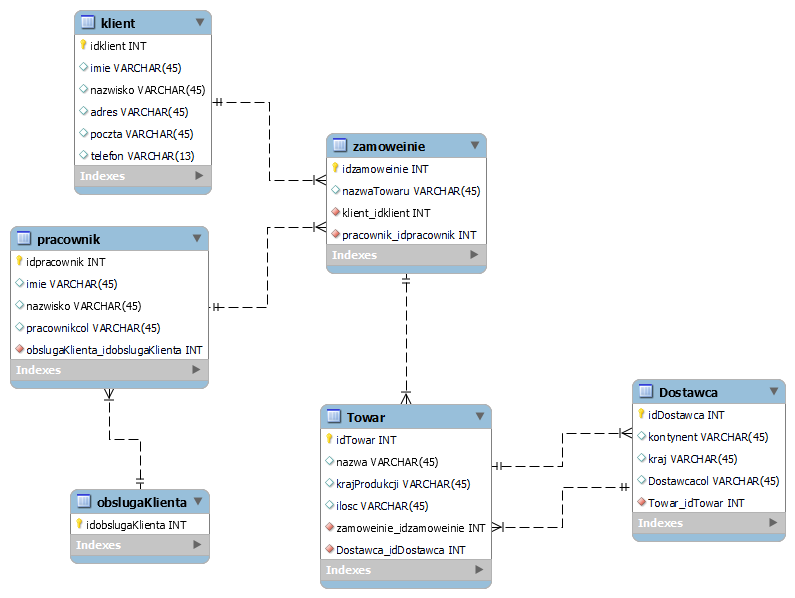 klient
idklient INT
imie VARCHAR(45)
nazwisko VARCHAR(45)
adres VARCHAR(45)
poczta VARCHAR(45)
telefon VARCHAR(13)
Indexes
zamoweinie
idzamoweinie INT
nazwaTowaru VARCHAR(45)
klient_idklient INT
pracownik_idpracownik INT
Indexes
pracownik
idpracownik INT
imie VARCHAR(45)
nazwisko VARCHAR(45)
pracownikcol VARCHAR(45)
obslugaKlienta_idobslugaKlienta INT
Indexes
obslugaKlienta
idobslugaKlienta INT
Indexes
Towar
idTowar INT
nazwa VARCHAR(45)
krajProdukcji VARCHAR(45)
ilosc VARCHAR(45)
zamoweinie_idzamoweinie INT
Dostawca_idDostawca INT
Indexes
Dostawca
idDostawca INT
kontynent VARCHAR(45)
kraj VARCHAR(45)
Dostawcacol VARCHAR(45)
Towar_idTowar INT
Indexes